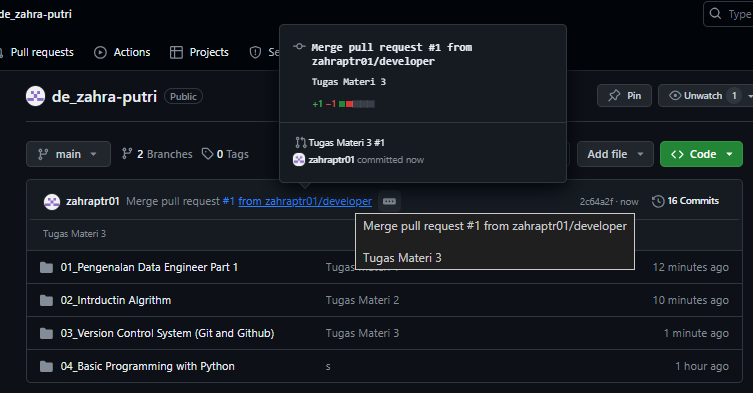 de_zahra-putri
Type
Pull requests
Actions
Projects
Se
Merge pull request #1 from
zahraptr01/developer
Tugas Materi 3
+1 −1
Tugas Materi 3 #1
zahraptr01 committed now
de_zahra-putri
Public
Pin
Unwatch 1
main
2 Branches
0 Tags
Add file
<> Code
zahraptr01 Merge pull request #1 from zahraptr01/developer
2c64a2f · now
16 Commits
Tugas Materi 3
Merge pull request #1 from zahraptr01/developer
Tugas Materi 3
01_Pengenalan Data Engineer Part 1
Tugas Materi
12 minutes ago
02_Intrductin Algrithm
Tugas Materi 2
10 minutes ago
03_Version Control System (Git and Github)
Tugas Materi 3
1 minute ago
04_Basic Programming with Python
s
1 hour ago